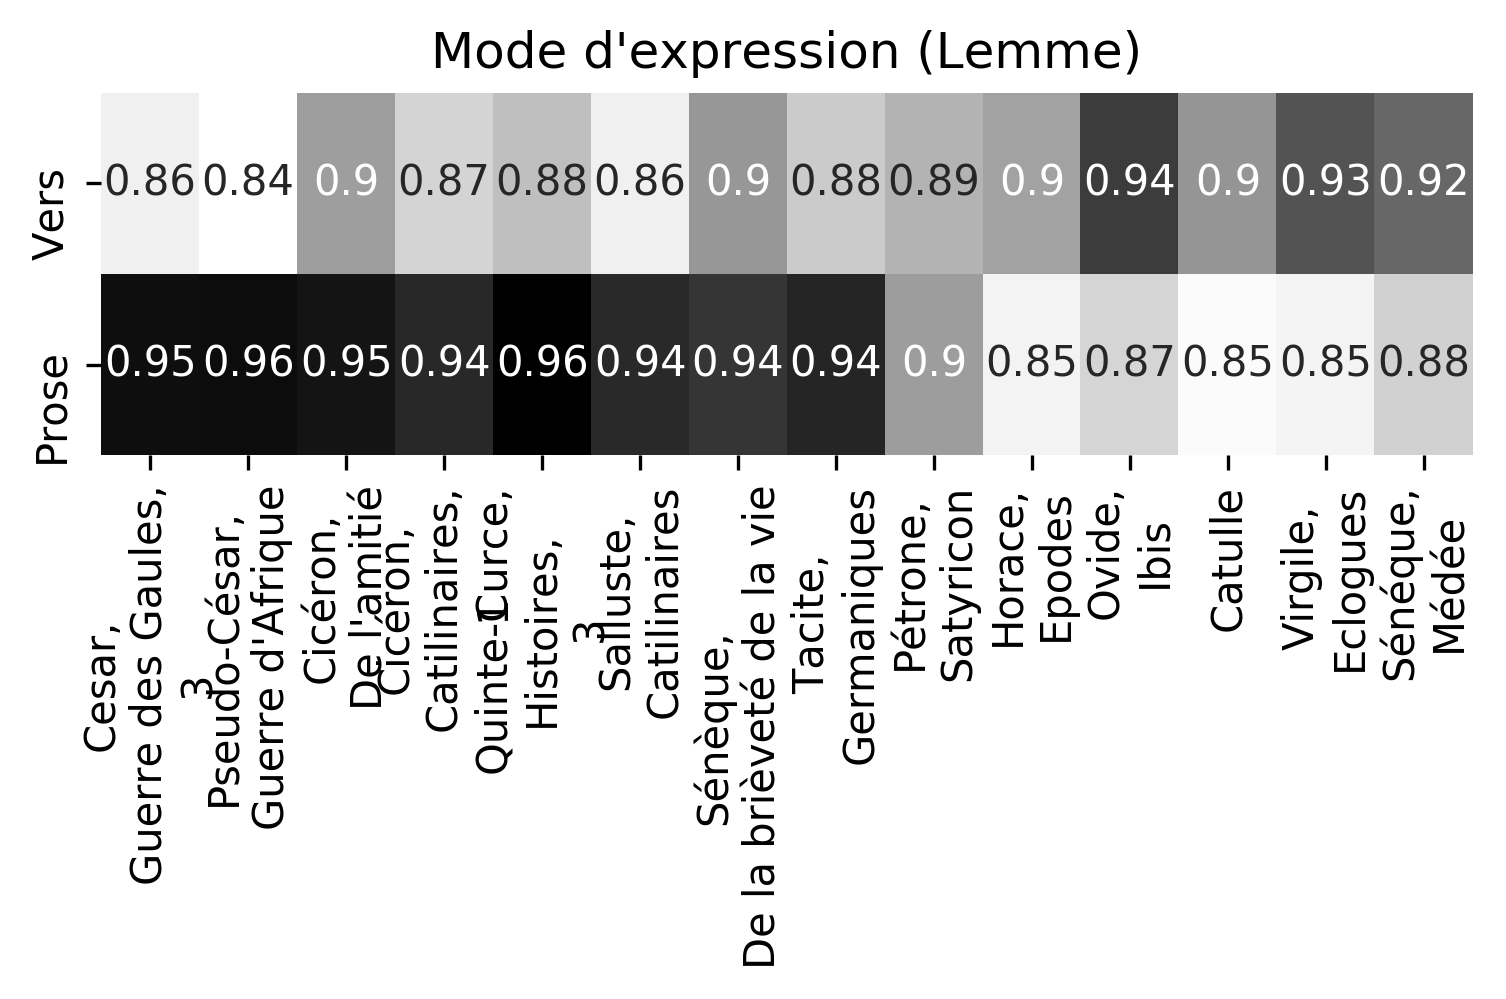 Mode d'expression (Lemme)
Vers
0.86 0.84 0.9 0.87 0.88 0.86 0.9 0.88 0.89 0.9 0.94 0.9 0.93 0.92
Prose
0.95 0.96 0.95 0.94 0.96 0.94 0.94 0.94 0.9 0.85 0.87 0.85 0.85 0.88
Cesar,
Guerre des Gaules,
3
Pseudo-César,
Guerre d'Afrique
Cicéron,
De l'amitié
Cicéron,
Catilinaires,
1
Quinte-Curce,
Histoires,
3
Salluste,
Catilinaires
Sénèque,
De la brièveté de la vie
Tacite,
Germaniques
Pétrone,
Satyricon
Horace,
Epodes
Ovide,
Ibis
Catulle
Virgile,
Eclogues
Sénéque,
Médée